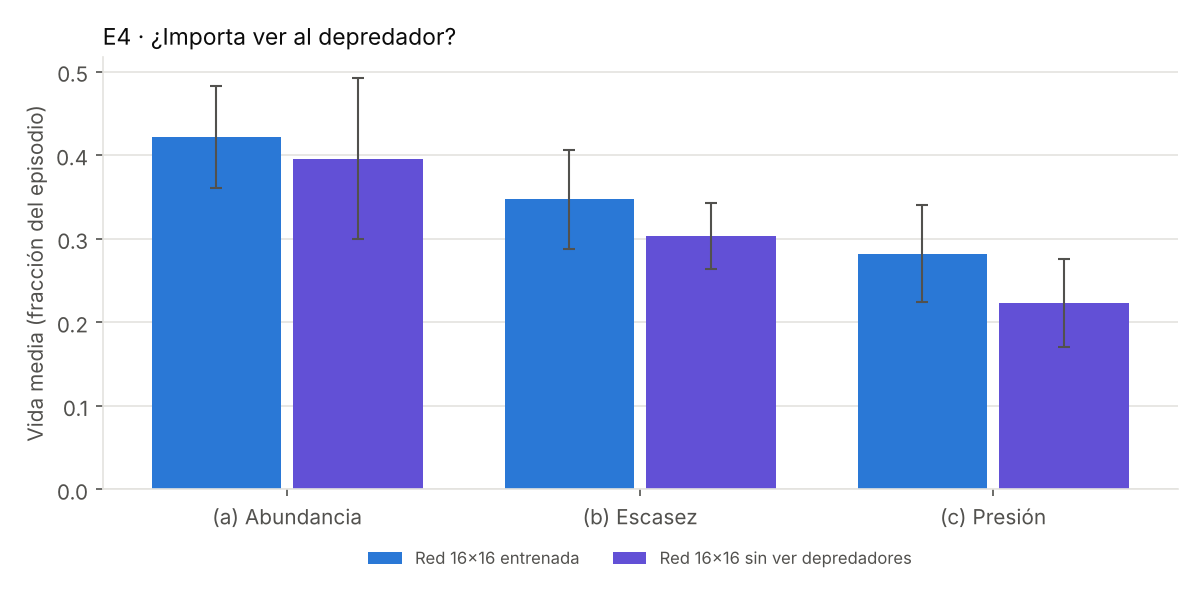 E4 · ¿Importa ver al depredador?
Vida media (fracción del episodio)
0.5
0.4
0.3
0.2
0.1
0.0
(a) Abundancia
(b) Escasez
(c) Presión
Red 16×16 entrenada
Red 16×16 sin ver depredadores